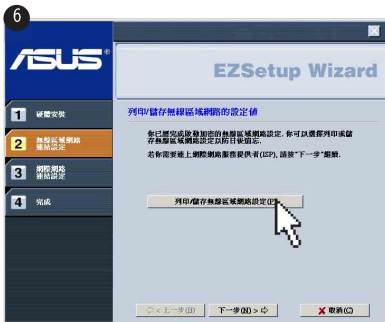 6
ASUS®
EZSetup Wizard
1 硬體安裝
2 無線區域網路
連結設定
3 網際網路
連結設定
4 完成
列印/儲存無線區域網路的設定值
你已經完成啟動加密的無線區域網路設定. 你可以選擇列印或儲
存無線區域網路設定以防日後遺忘.
若你需要連上網際網路服務提供者(ISP), 請按"下一步"繼續.
列印/儲存無線區域網路設定(P)
< 上一步(B)
下一步(N) >
取消(C)